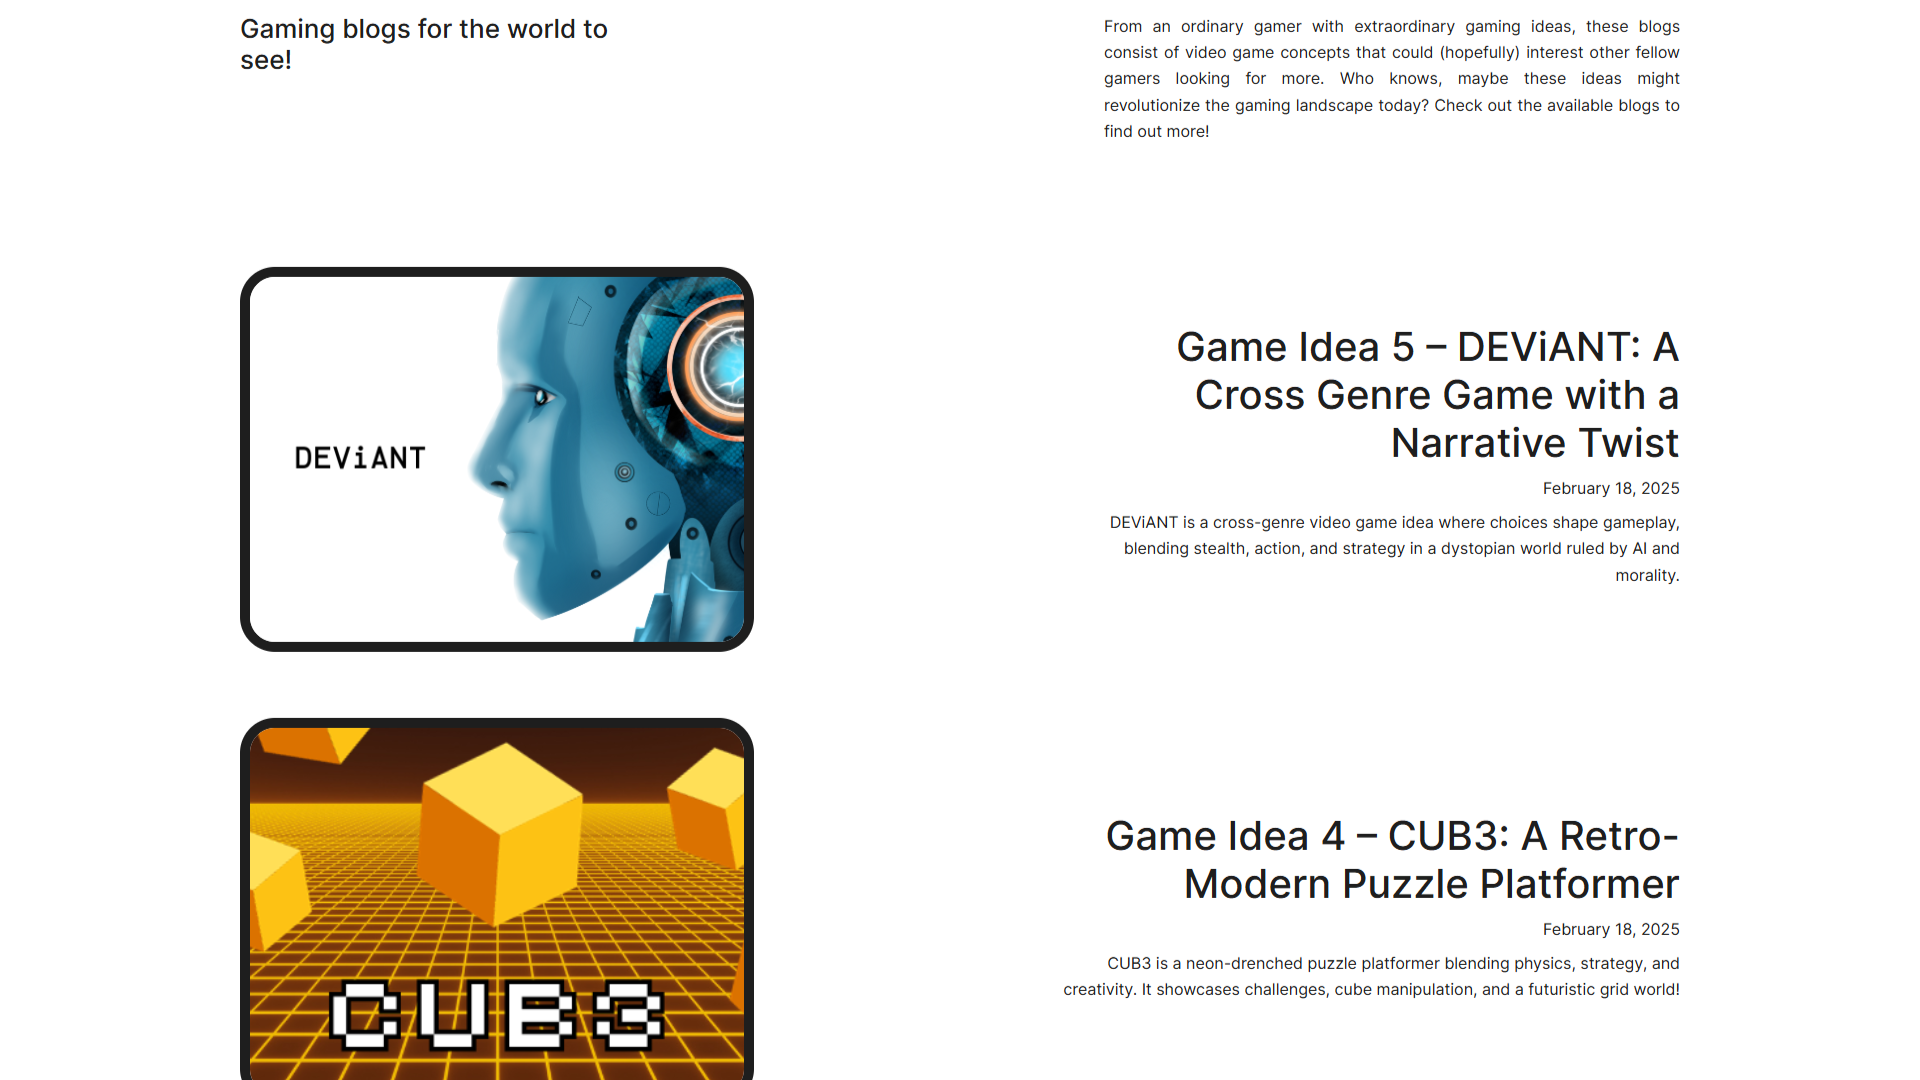 Gaming blogs for the world to
see!
From an ordinary gamer with extraordinary gaming ideas, these blogs
consist of video game concepts that could (hopefully) interest other fellow
gamers looking for more. Who knows, maybe these ideas might
revolutionize the gaming landscape today? Check out the available blogs to
find out more!
DEViANT
Game Idea 5 – DEViANT: A
Cross Genre Game with a
Narrative Twist
February 18, 2025
DEViANT is a cross-genre video game idea where choices shape gameplay,
blending stealth, action, and strategy in a dystopian world ruled by AI and
morality.
CUB3
Game Idea 4 – CUB3: A Retro-
Modern Puzzle Platformer
February 18, 2025
CUB3 is a neon-drenched puzzle platformer blending physics, strategy, and
creativity. It showcases challenges, cube manipulation, and a futuristic grid world!